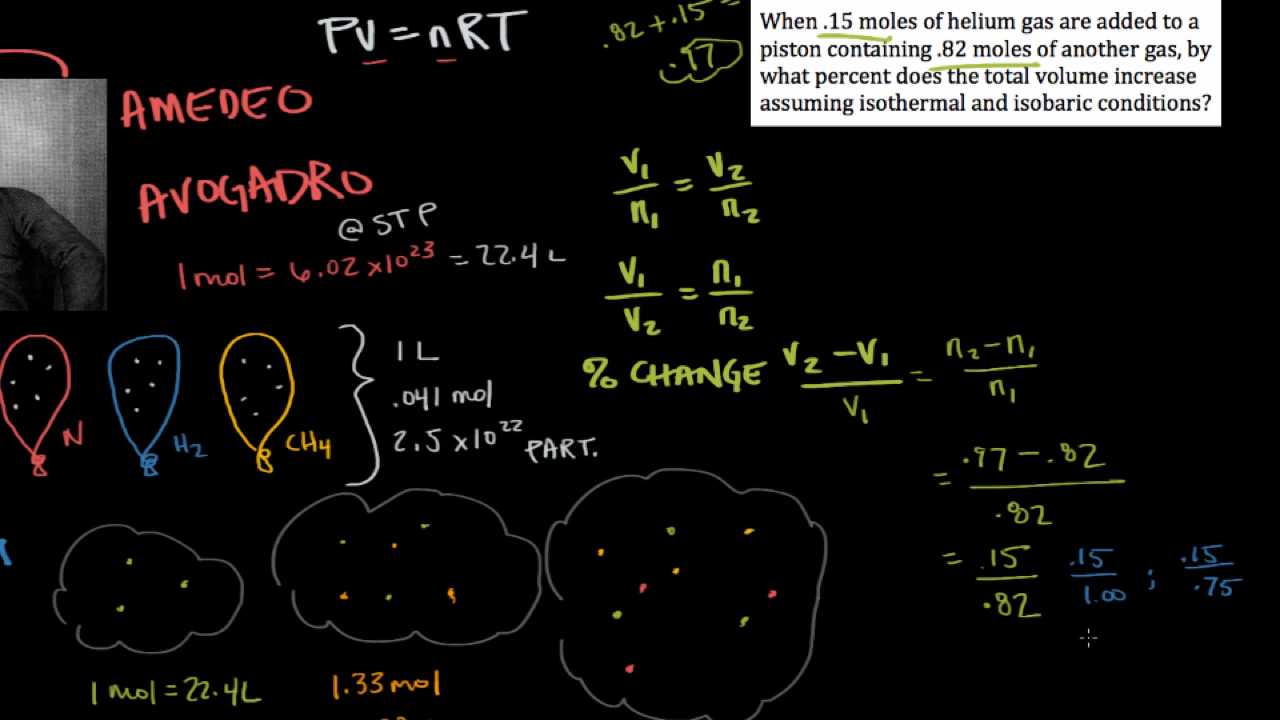 PV = nRT
.82 + .15 =
.97
When .15 moles of helium gas are added to a
piston containing .82 moles of another gas, by
what percent does the total volume increase
assuming isothermal and isobaric conditions?
AMEDEO
AVOGADRO
@ STP
1 mol = 6.02 x 10^23 = 22.4 L
V1/n1 = V2/n2
V1/V2 = n1/n2
% CHANGE V2 - V1/V1 = n2 - n1/n1
= .97 - .82/.82
= .15/.82 .15/1.00 ; .15/.75
N
H2
CH4
1 L
.041 mol
2.5 x 10^22 PART.
1 mol = 22.4 L
1.33 mol